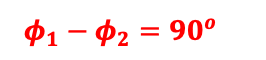 ϕ₁ − ϕ₂ = 90°